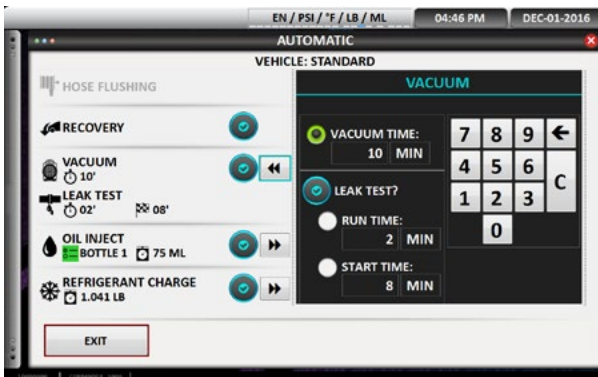 EN / PSI / °F / LB / ML 04:46 PM DEC-01-2016
AUTOMATIC
VEHICLE: STANDARD
HOSE FLUSHING
RECOVERY
VACUUM
10'
LEAK TEST
02' 08'
OIL INJECT
BOTTLE 1 75 ML
REFRIGERANT CHARGE
1.041 LB
EXIT
VACUUM
VACUUM TIME:
10 MIN
LEAK TEST?
RUN TIME:
2 MIN
START TIME:
8 MIN
7 8 9
4 5 6 C
1 2 3
0